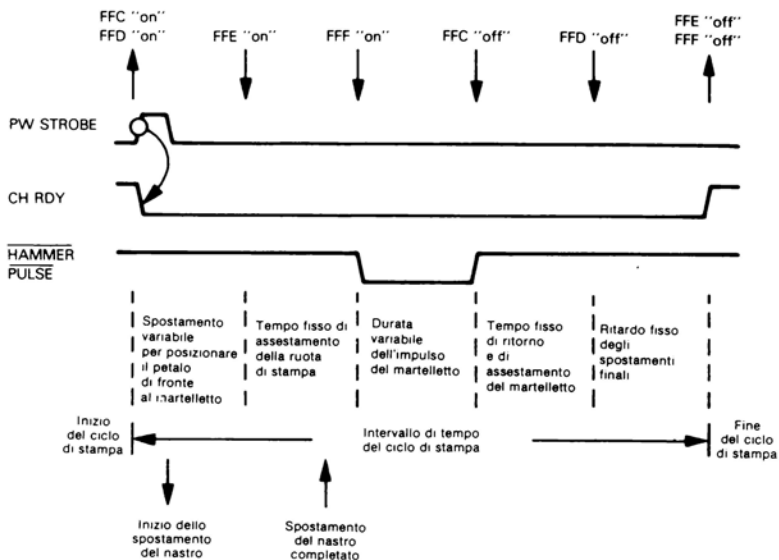 FFC "on"
FFD "on"
FFE "on"
FFF "on"
FFC "off"
FFD "off"
FFE "off"
FFF "off"
PW STROBE
CH RDY
HAMMER
PULSE
Spostamento
variabile
per posizionare
il petalo
di fronte
al martelletto
Tempo fisso di
assestamento
della ruota
di stampa
Durata
variabile
dell'impulso
del martelletto
Tempo fisso
di ritorno
e di
assestamento
del martelletto
Ritardo fisso
degli
spostamenti
finali
Inizio
del ciclo
di stampa
Intervallo di tempo
del ciclo di stampa
Fine
del ciclo
di stampa
Inizio dello
spostamento
del nastro
Spostamento
del nastro
completato